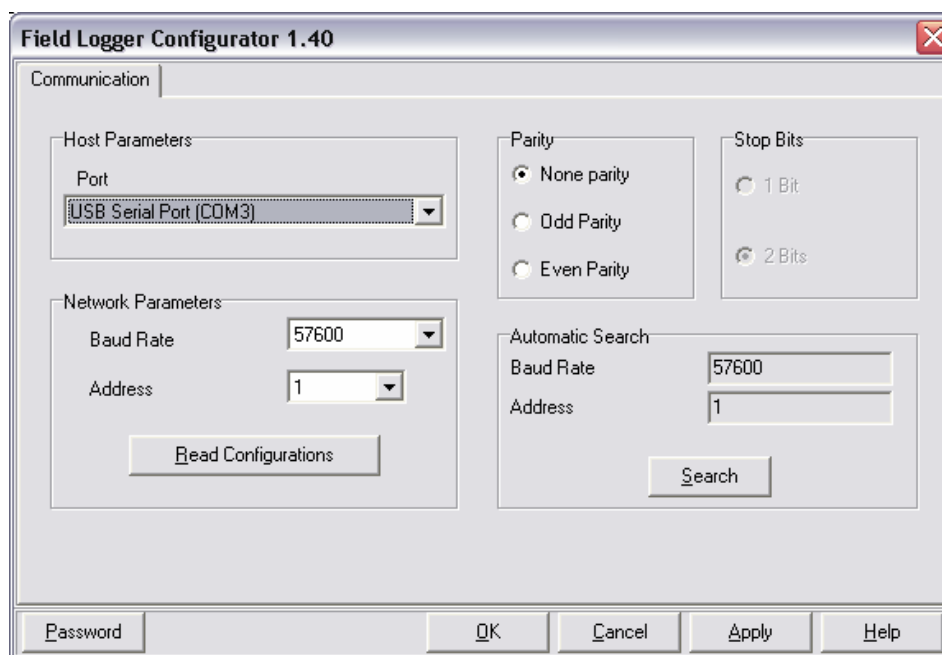 Field Logger Configurator 1.40
Communication
Host Parameters
Port
USB Serial Port (COM3)
Network Parameters
Baud Rate 57600
Address 1
Read Configurations
Parity
None parity
Odd Parity
Even Parity
Stop Bits
1 Bit
2 Bits
Automatic Search
Baud Rate 57600
Address 1
Search
Password OK Cancel Apply Help